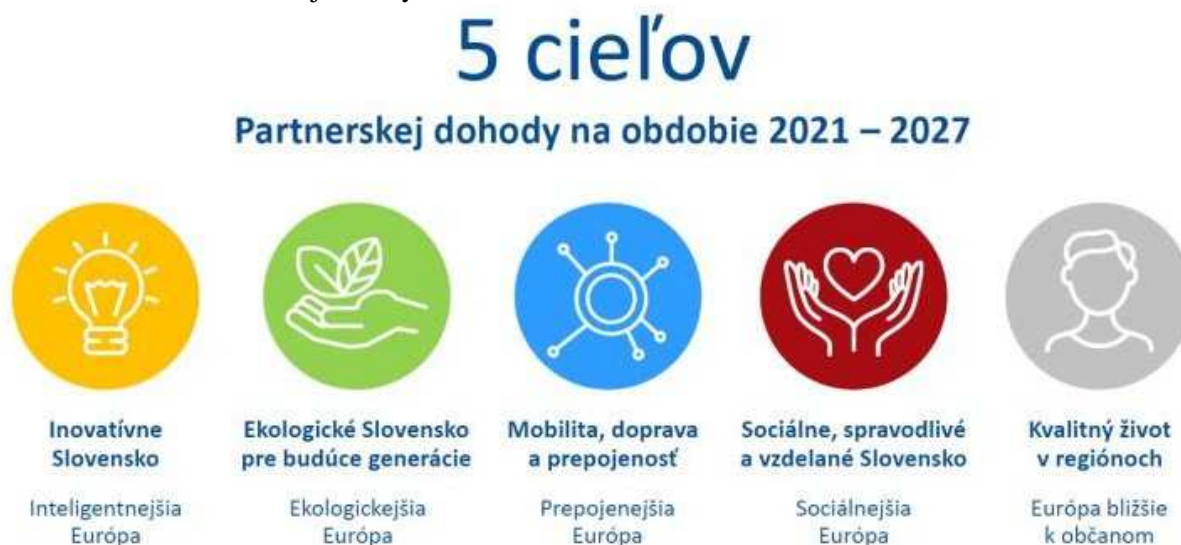 5 cieľov
Partnerskej dohody na obdobie 2021 – 2027
Inovatívne
Slovensko
Inteligentnejšia
Európa
Ekologické Slovensko
pre budúce generácie
Ekologickejšia
Európa
Mobilita, doprava
a prepojenosť
Prepojenejšia
Európa
Sociálne, spravodlivé
a vzdelané Slovensko
Sociálnejšia
Európa
Kvalitný život
v regiónoch
Európa bližšie
k občanom